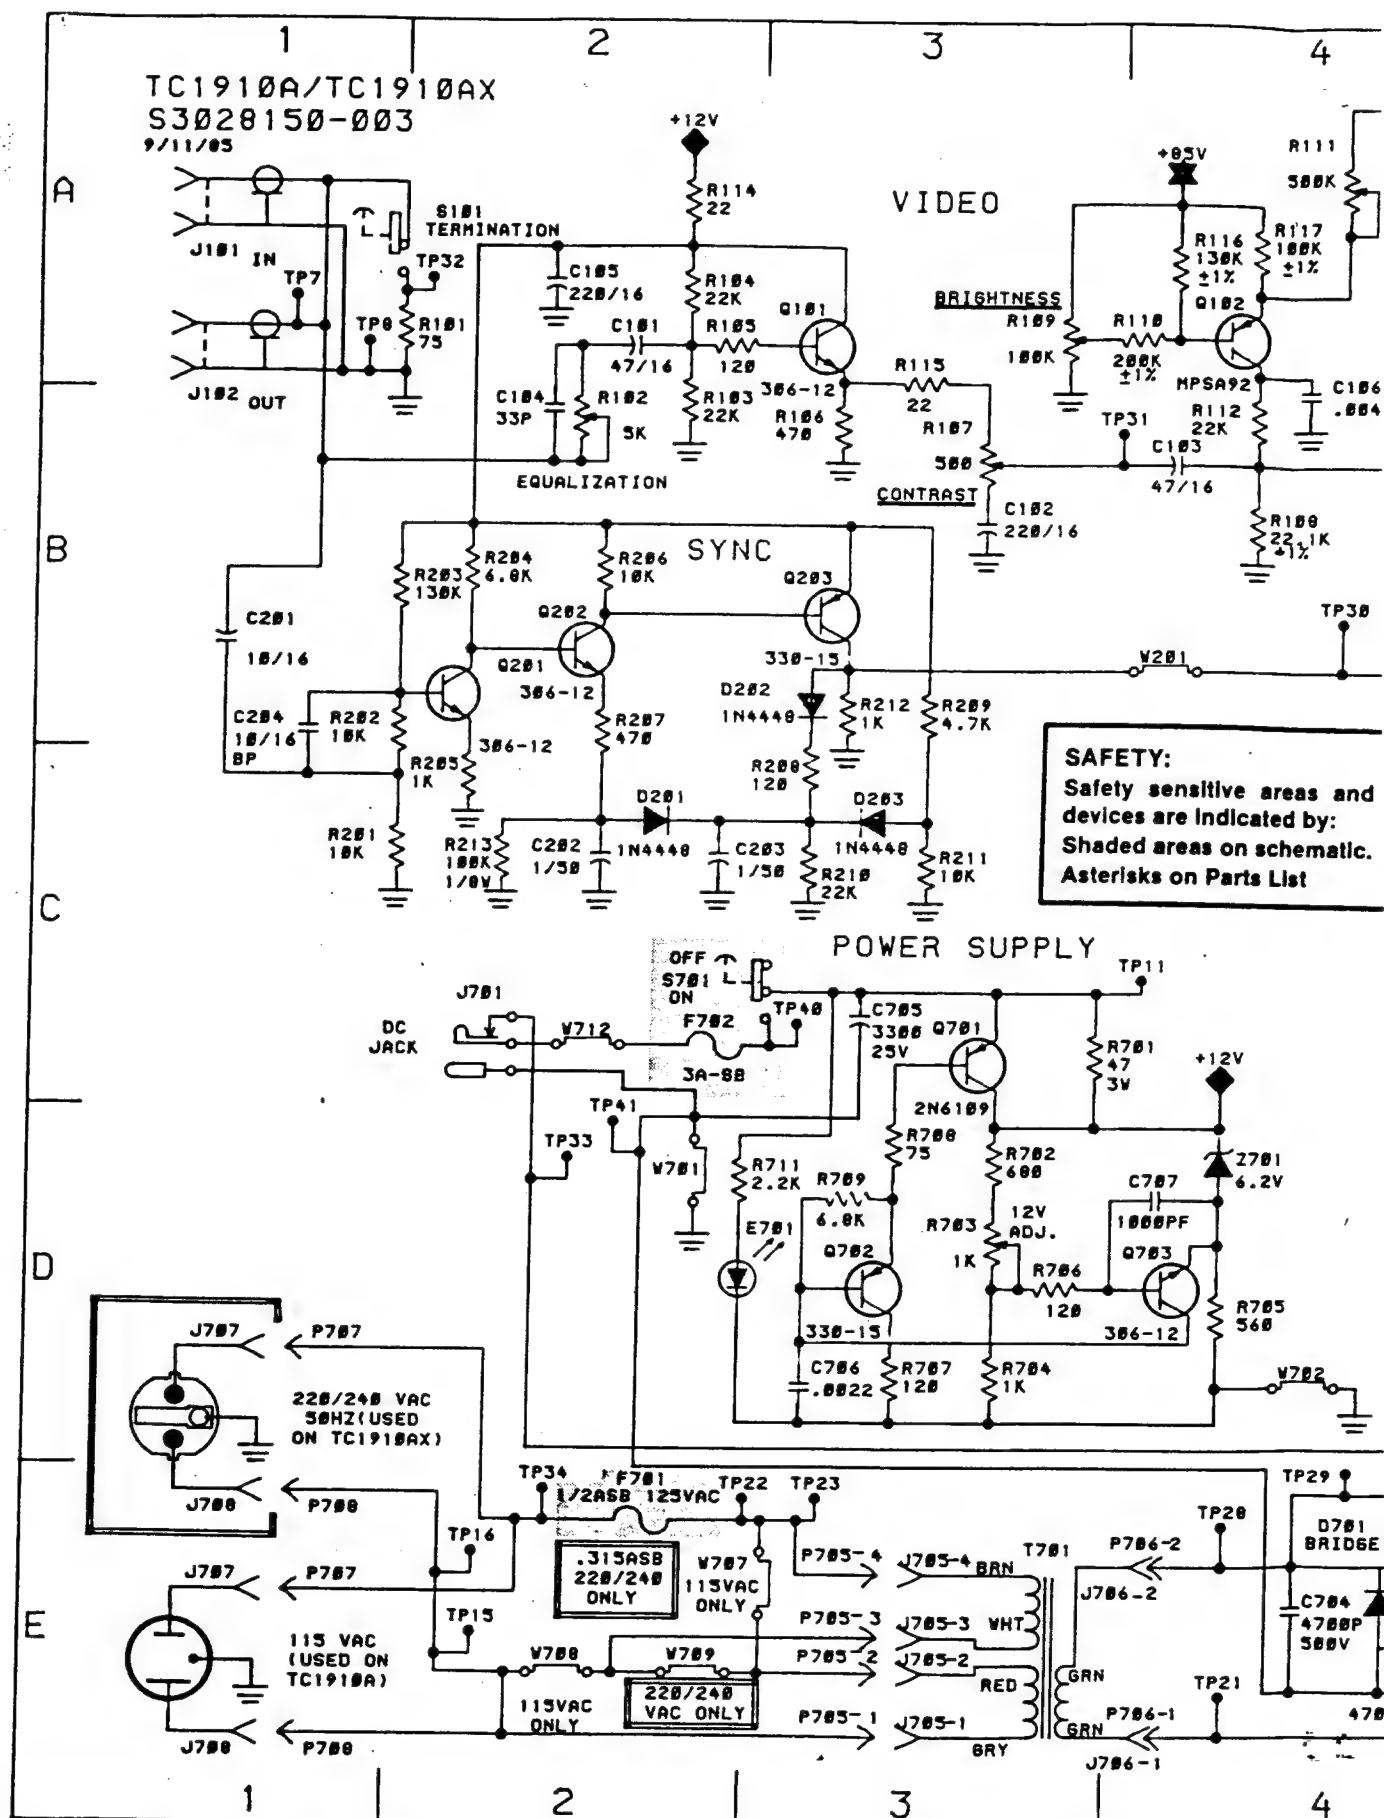 1 2 3 4
TC1910A/TC1910AX
S3028150-003
9/11/85
A
+12V
R114
22
VIDEO
+85V
R111
500K
S101
TERMINATION
J101
IN
TP7
TP32
C105
220/16
R104
22K
Q101
BRIGHTNESS
R109
100K
R116
130K
±1%
R117
100K
±1%
Q102
R110
200K
±1%
TP8
R101
75
C101
47/16
R105
120
306-12
R115
22
MPSA92
C106
.004
J102
OUT
C104
33P
R102
5K
R103
22K
R106
470
R107
500
TP31
R112
22K
C103
47/16
EQUALIZATION
CONTRAST
C102
220/16
R108
22.1K
±1%
B
SYNC
R203
130K
R204
6.8K
R206
10K
Q203
Q202
C201
10/16
TP30
Q201
306-12
330-15
W201
D202
1N4448
R212
1K
R209
4.7K
C204
10/16
BP
R202
10K
R207
470
306-12
R205
1K
R208
120
D201
D203
SAFETY:
Safety sensitive areas and
devices are indicated by:
Shaded areas on schematic.
Asterisks on Parts List
R201
10K
R213
100K
1/8W
C202
1/50
1N4448
C203
1/50
1N4448
R210
22K
R211
10K
C
POWER SUPPLY
OFF
S701
ON
TP11
J701
DC
JACK
W712
F702
TP40
C705
3300
25V
Q701
R701
47
3W
+12V
3A-SB
2N6109
TP41
TP33
R708
75
R702
680
Z701
6.2V
W701
R711
2.2K
R709
6.8K
C707
1000PF
E701
R703
1K
12V
ADJ.
Q702
Q703
D
R706
120
330-15
306-12
R705
560
J707
P707
C706
.0022
R707
120
R704
1K
W702
220/240 VAC
50HZ(USED
ON TC1910AX)
TP34
F701
1/2ASB 125VAC
TP22
TP23
TP29
J708
P708
TP16
TP28
D701
BRIDGE
.315ASB
220/240
ONLY
W707
115VAC
ONLY
P705-4
J705-4
BRN
T701
P706-2
J706-2
J707
P707
E
TP15
P705-3
J705-3
WHT
C704
4700P
500V
115 VAC
(USED ON
TC1910A)
W708
W709
P705-2
J705-2
RED
GRN
TP21
115VAC
ONLY
220/240
VAC ONLY
P705-1
J705-1
GRY
GRN
P706-1
J706-1
470
J708
P708
1 2 3 4